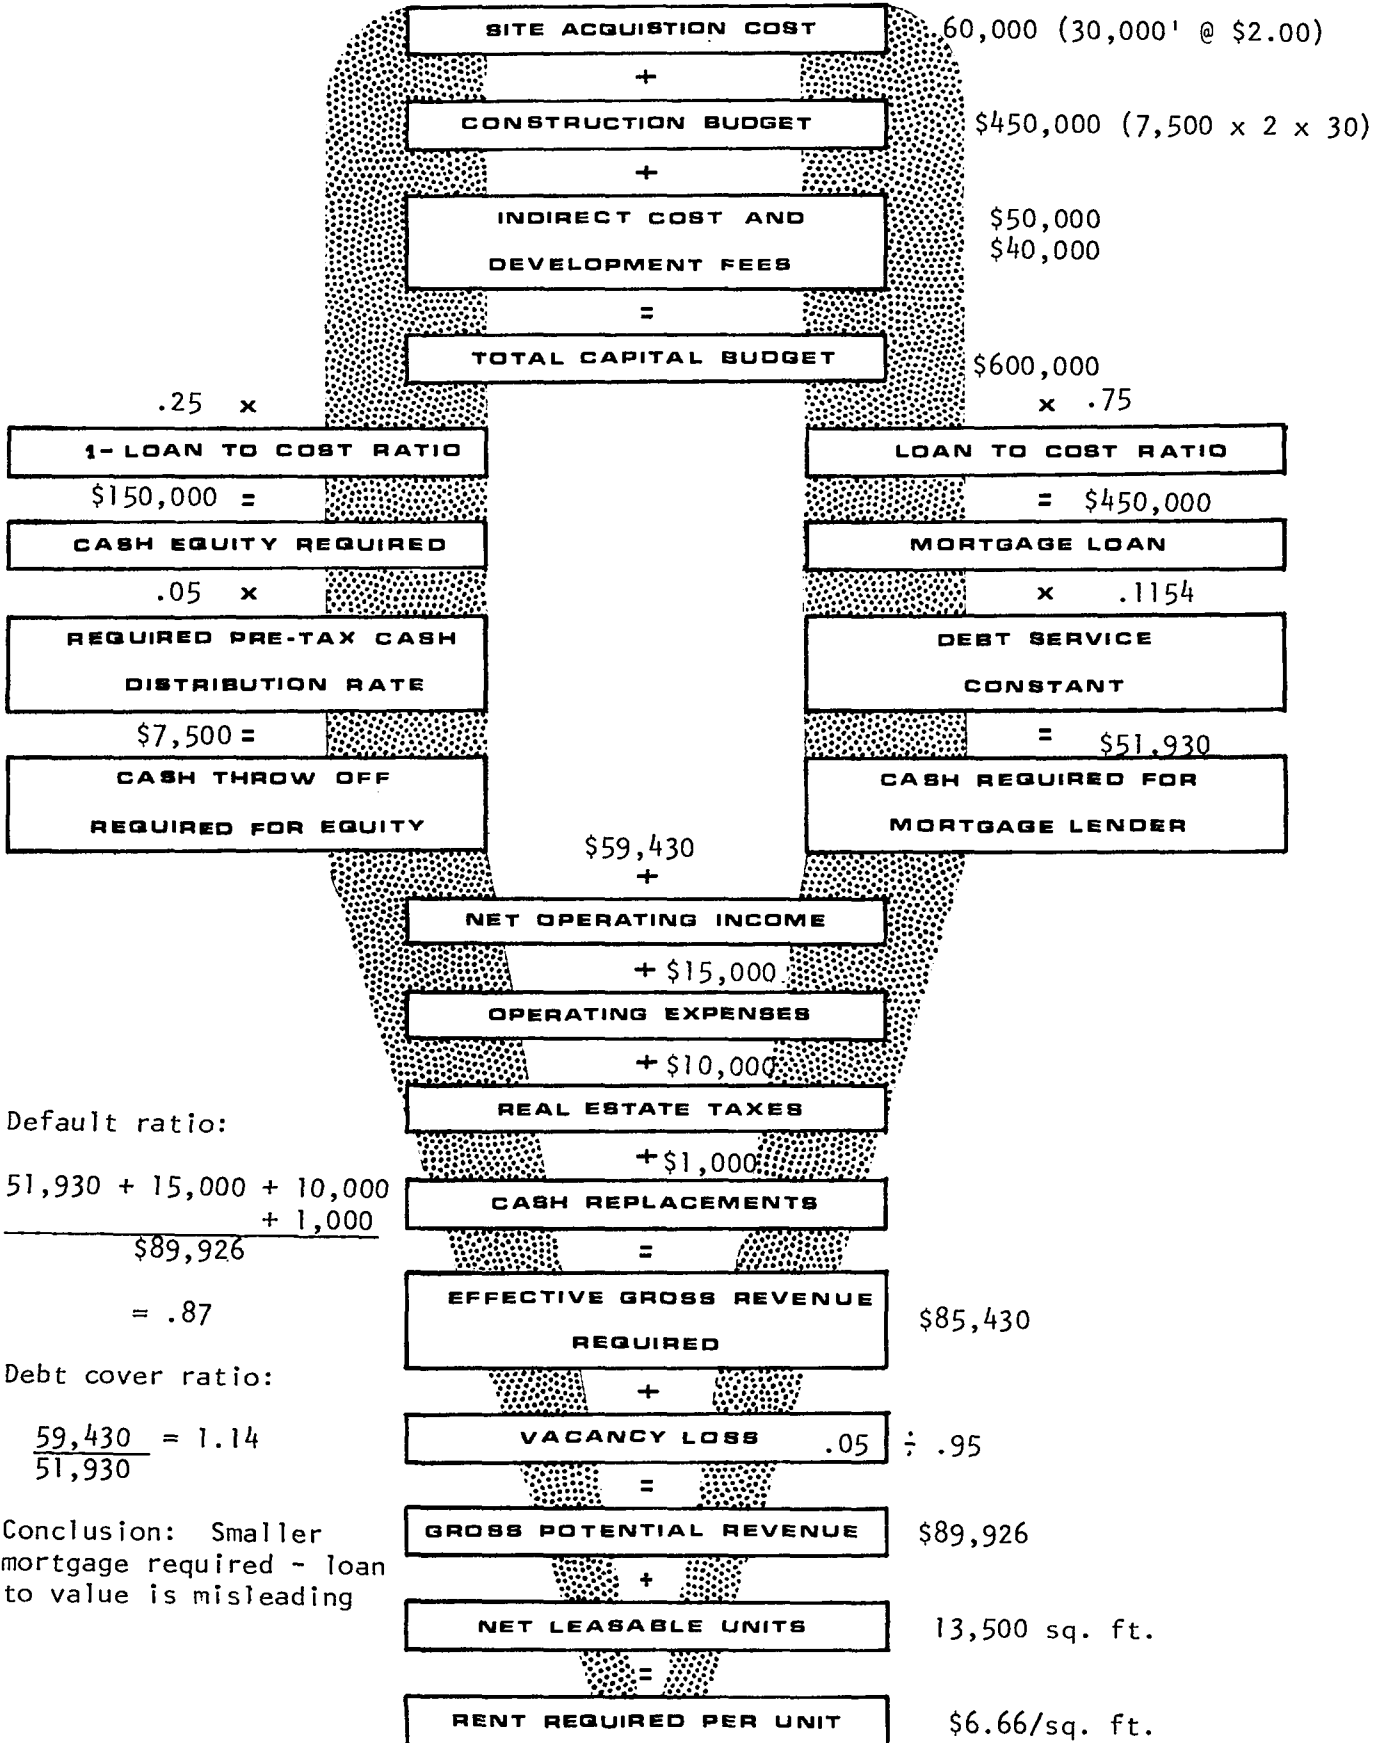 SITE ACQUISTION COST 60,000 (30,000' @ $2.00)
+
CONSTRUCTION BUDGET $450,000 (7,500 x 2 x 30)
+
INDIRECT COST AND $50,000
DEVELOPMENT FEES $40,000
=
TOTAL CAPITAL BUDGET $600,000
.25 x
1- LOAN TO COST RATIO
$150,000 =
CASH EQUITY REQUIRED
.05 x
REQUIRED PRE-TAX CASH
DISTRIBUTION RATE
$7,500 =
CASH THROW OFF
REQUIRED FOR EQUITY
x .75
LOAN TO COST RATIO
= $450,000
MORTGAGE LOAN
x .1154
DEBT SERVICE
CONSTANT
= $51.930
CASH REQUIRED FOR
MORTGAGE LENDER
$59,430
+
NET OPERATING INCOME
+ $15,000
OPERATING EXPENSES
+ $10,000
REAL ESTATE TAXES
+ $1,000
CASH REPLACEMENTS
=
EFFECTIVE GROSS REVENUE
REQUIRED $85,430
+
VACANCY LOSS .05 ÷ .95
=
GROSS POTENTIAL REVENUE $89,926
+
NET LEASABLE UNITS 13,500 sq. ft.
=
RENT REQUIRED PER UNIT $6.66/sq. ft.
Default ratio:
51,930 + 15,000 + 10,000
+ 1,000
$89,926
= .87
Debt cover ratio:
59,430 = 1.14
51,930
Conclusion: Smaller
mortgage required - loan
to value is misleading